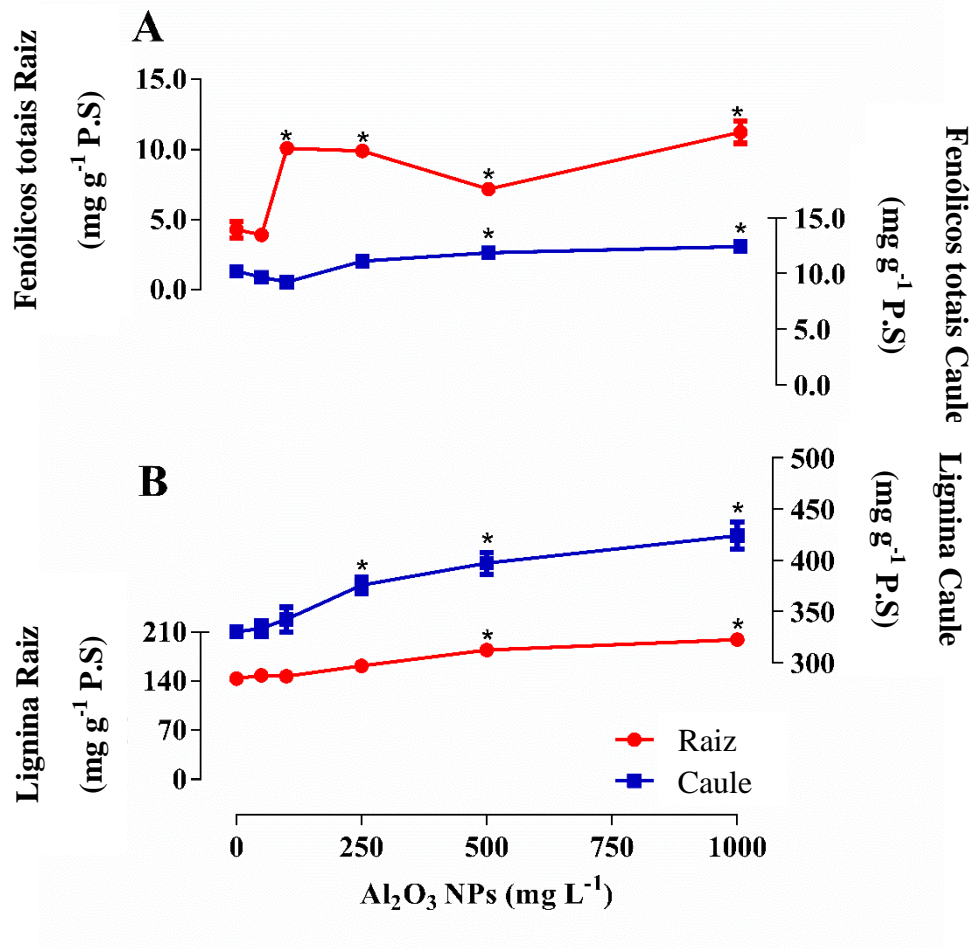 A
Fenólicos totais Raiz
(mg g⁻¹ P.S)
15.0
10.0
5.0
0.0
* * * *
* *
Fenólicos totais Caule
(mg g⁻¹ P.S)
15.0
10.0
5.0
0.0
B
Lignina Raiz
(mg g⁻¹ P.S)
210
140
70
0
* * *
* *
Lignina Caule
(mg g⁻¹ P.S)
500
450
400
350
300
Raiz
Caule
0 250 500 750 1000
Al₂O₃ NPs (mg L⁻¹)